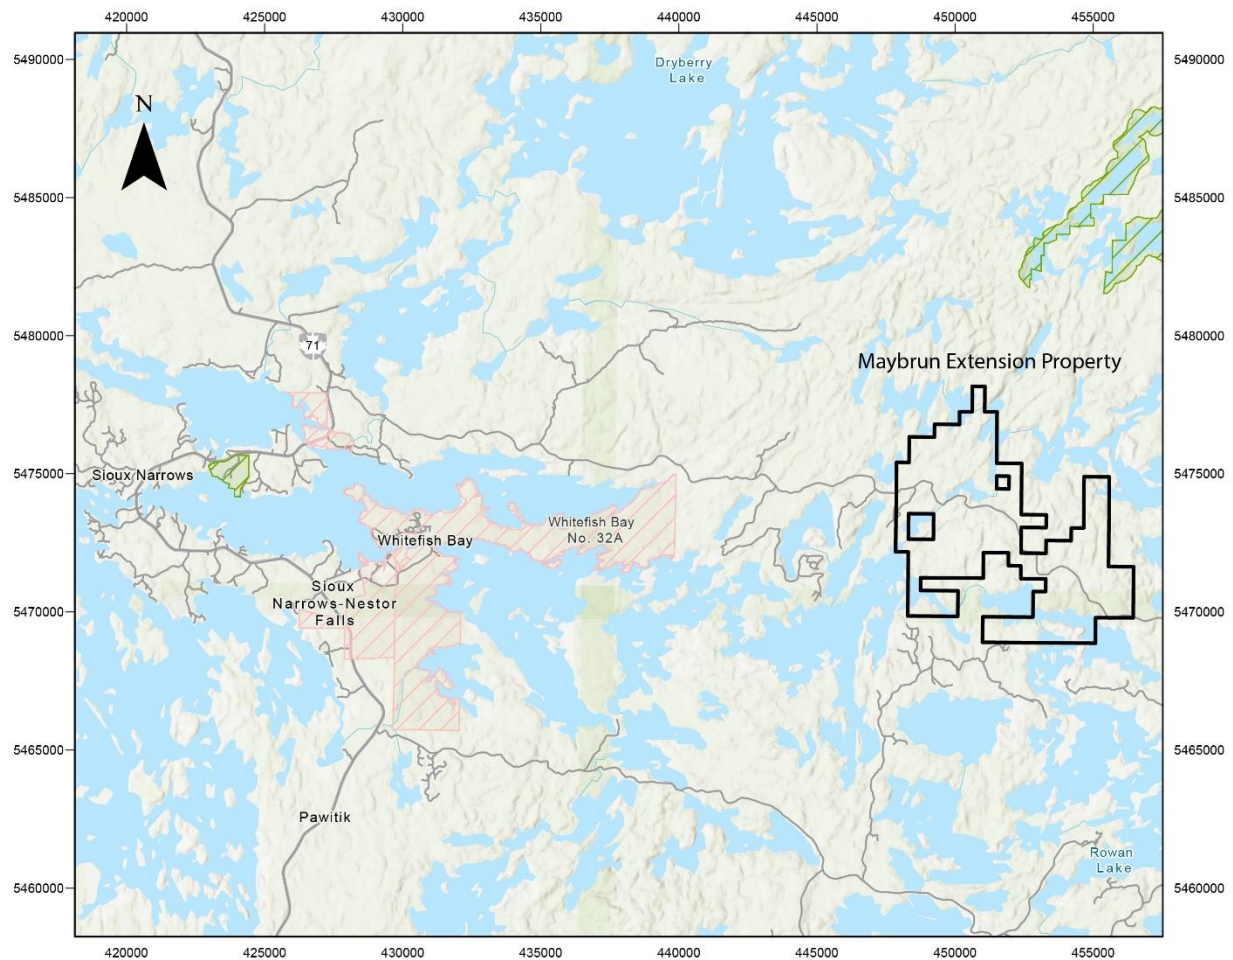 420000 425000 430000 435000 440000 445000 450000 455000
5490000
5490000
Dryberry
Lake
N
5485000
5485000
5480000
5480000
71
Maybrun Extension Property
5475000
5475000
Sioux Narrows
Whitefish Bay
No. 32A
Whitefish Bay
Sioux
Narrows-Nestor
Falls
5470000
5470000
5465000
5465000
Pawitik
Rowan
Lake
5460000
5460000
420000 425000 430000 435000 440000 445000 450000 455000